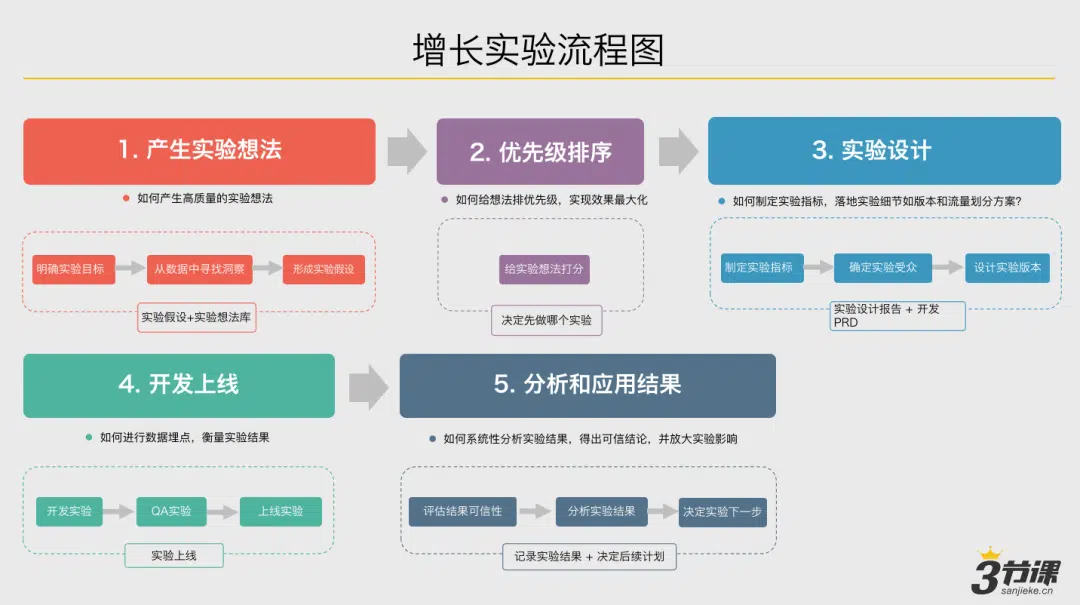 增长实验流程图
1. 产生实验想法
如何产生高质量的实验想法
明确实验目标
从数据中寻找洞察
形成实验假设
实验假设+实验想法库
2. 优先级排序
如何给想法排优先级，实现效果最大化
给实验想法打分
决定先做哪个实验
3. 实验设计
如何制定实验指标，落地实验细节如版本和流量划分方案?
制定实验指标
确定实验受众
设计实验版本
实验设计报告 + 开发
PRD
4. 开发上线
如何进行数据埋点，衡量实验结果
开发实验
QA实验
上线实验
实验上线
5. 分析和应用结果
如何系统性分析实验结果，得出可信结论，并放大实验影响
评估结果可信性
分析实验结果
决定实验下一步
记录实验结果 + 决定后续计划
3节课
sanjieke.cn